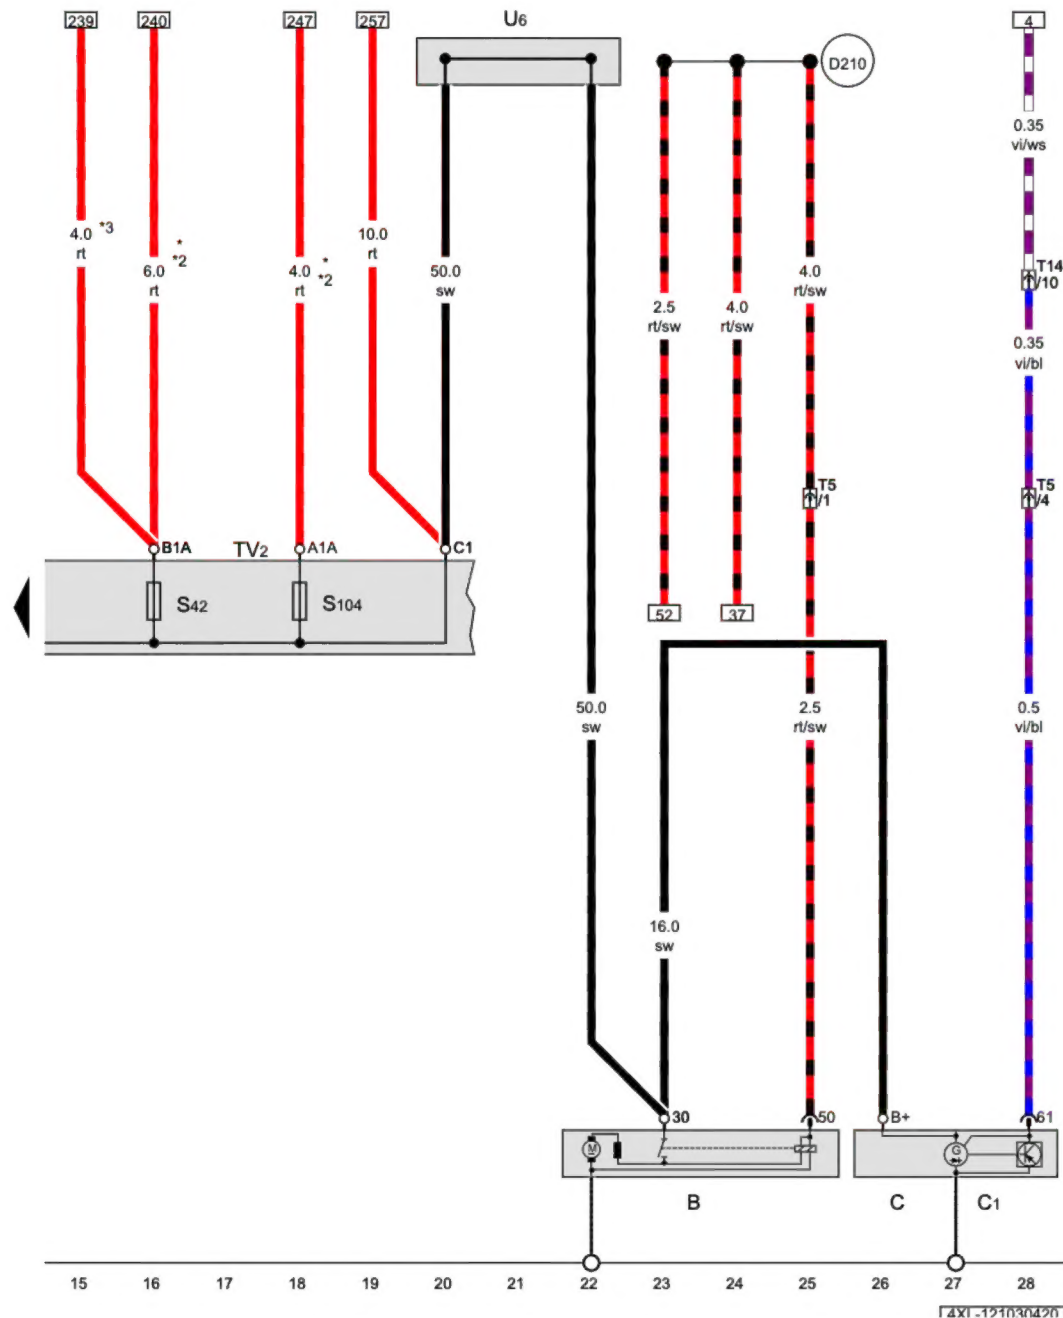 239 240 247 257 U6 4
D210
0.35
vi/ws
4.0 *3 10.0
rt rt
* *
6.0 *2 4.0 *2 50.0 4.0 T14
rt rt sw rt/sw /10
2.5 4.0 0.35
rt/sw rt/sw vi/bl
T5 T5
/1 /4
B1A TV2 A1A C1
S42 S104
52 37
50.0 2.5 0.5
sw rt/sw vi/bl
16.0
sw
30 50 B+ 61
M G
B C C1
15 16 17 18 19 20 21 22 23 24 25 26 27 28
4XL-121030420